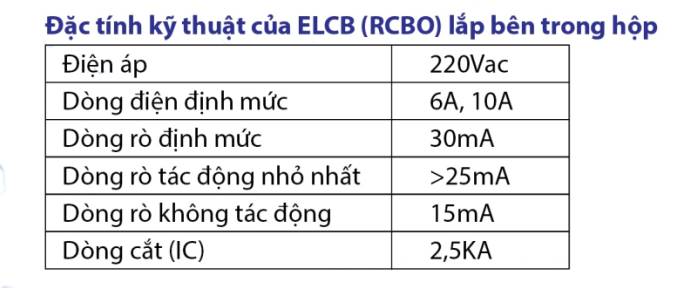 Đặc tính kỹ thuật của ELCB (RCBO) lắp bên trong hộp
Điện áp 220Vac
Dòng điện định mức 6A, 10A
Dòng rò định mức 30mA
Dòng rò tác động nhỏ nhất >25mA
Dòng rò không tác động 15mA
Dòng cắt (IC) 2,5KA